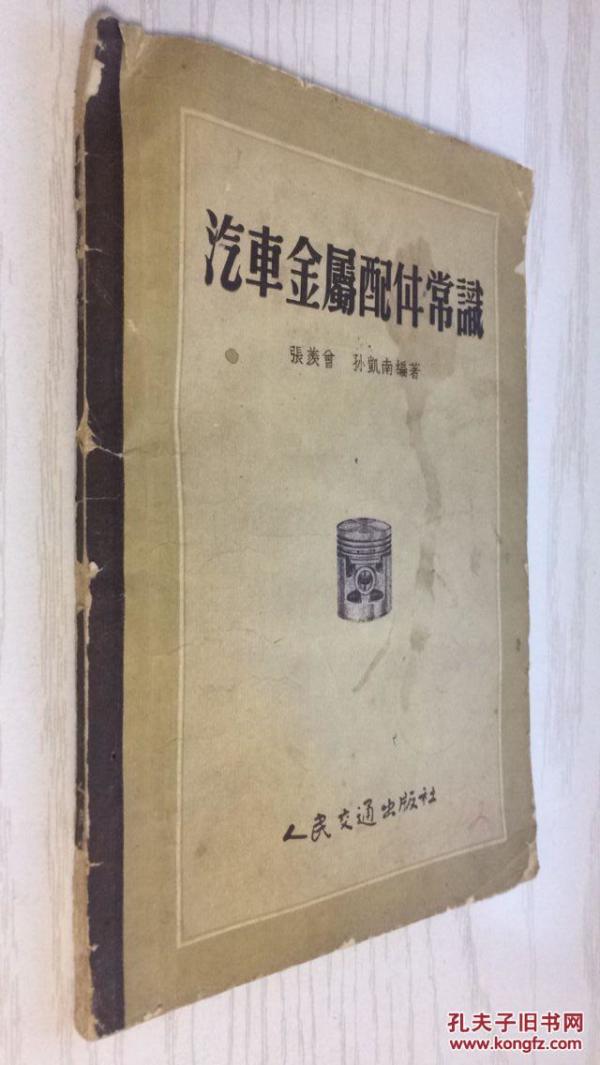 汽車金屬配件常識
張羨曾 孙凱南編著
人民交通出版社
孔夫子旧书网
www.kongfz.com